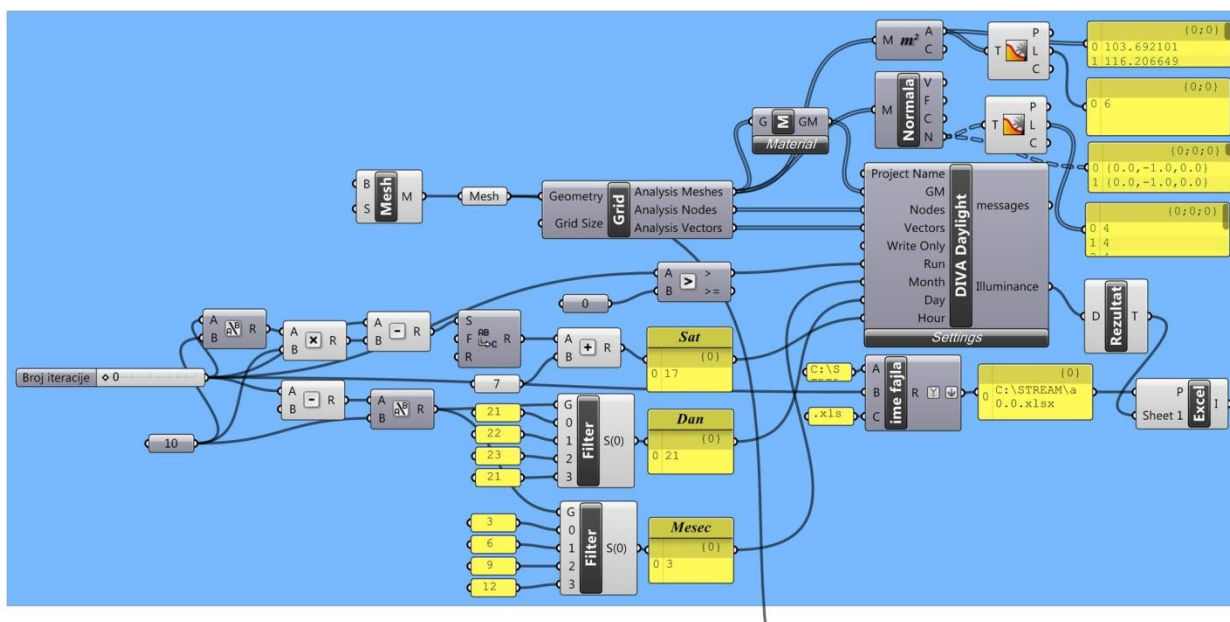 M m² A C
T P L C
{0;0}
0 103.692101
1 116.206649
{0;0}
0 6
M Normala V F C N
T P L C
{0;0;0}
0 {0.0,-1.0,0.0}
1 {0.0,-1.0,0.0}
{0;0;0}
0 4
1 4
G M GM
Material
B S Mesh M
Mesh
Geometry
Grid Size
Grid
Analysis Meshes
Analysis Nodes
Analysis Vectors
Project Name
GM
Nodes
Vectors
Write Only
Run
Month
Day
Hour
DIVA Daylight
messages
Illuminance
Settings
A B > > >=
0
D Rezultat T
A B A\B R
A B × R
A B - R
S F R AB C R
A B + R
Sat
{0}
0 17
Broj iteracije ◇ 0
7
A B - R
A B A\B R
10
21
22
23
21
G 0 1 2 3 Filter S(0)
Dan
{0}
0 21
C:\S
.xls
A B C ime fajla R
{0}
0 C:\STREAM\a
0.0.xlsx
P
Sheet 1
Excel
I
3
6
9
12
G 0 1 2 3 Filter S(0)
Mesec
{0}
0 3